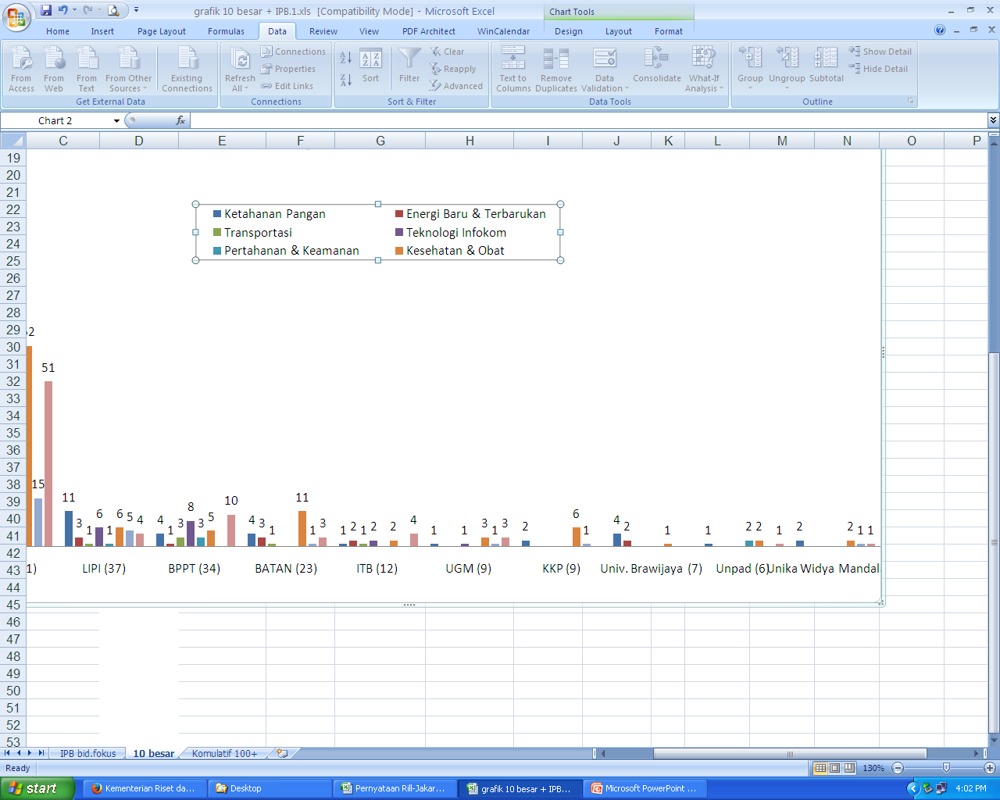 grafik 10 besar + IPB.1.xls  [Compatibility Mode] - Microsoft Excel
Chart Tools
Home Insert Page Layout Formulas Data Review View PDF Architect WinCalendar Design Layout Format
From Access
From Web
From Text
From Other Sources
Existing Connections
Get External Data
Refresh All
Connections
Properties
Edit Links
Connections
Sort
Filter
Clear
Reapply
Advanced
Sort & Filter
Text to Columns
Remove Duplicates
Data Validation
Consolidate
What-If Analysis
Data Tools
Group
Ungroup
Subtotal
Show Detail
Hide Detail
Outline
Chart 2
fx
C D E F G H I J K L M N O P
19
20
21
22
23
24
25
26
27
28
29
30
31
32
33
34
35
36
37
38
39
40
41
42
43
44
45
46
47
48
49
50
51
52
53
Ketahanan Pangan
Energi Baru & Terbarukan
Transportasi
Teknologi Infokom
Pertahanan & Keamanan
Kesehatan & Obat
51
15
11 3 1 6 1 6 5 4
4 1 3 8 3 5 10
4 3 1 11 1 3
1 2 1 2 2 4
1 1 3 1 3
2 6 1
4 2 1
1 2 2 1
2 2 1 1
1) LIPI (37) BPPT (34) BATAN (23) ITB (12) UGM (9) KKP (9) Univ. Brawijaya (7) Unpad (6) Unika Widya Mandal
IPB bid.fokus 10 besar Komulatif 100+
Ready
130%
start
Kementerian Riset da...
Desktop
Pernyataan Rill-Jakar...
grafik 10 besar + IPB...
Microsoft PowerPoint ...
4:02 PM